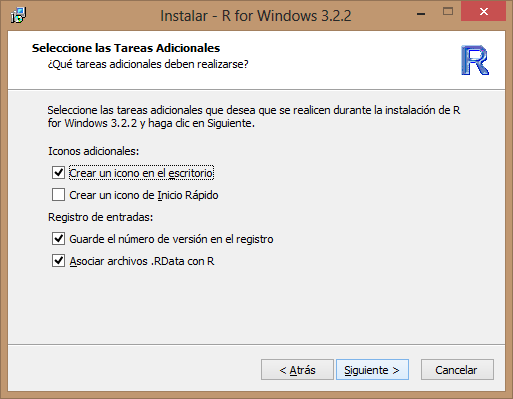 Instalar - R for Windows 3.2.2
Seleccione las Tareas Adicionales
¿Qué tareas adicionales deben realizarse?
R
Seleccione las tareas adicionales que desea que se realicen durante la instalación de R
for Windows 3.2.2 y haga clic en Siguiente.
Iconos adicionales:
Crear un icono en el escritorio
Crear un icono de Inicio Rápido
Registro de entradas:
Guarde el número de versión en el registro
Asociar archivos .RData con R
< Atrás
Siguiente >
Cancelar